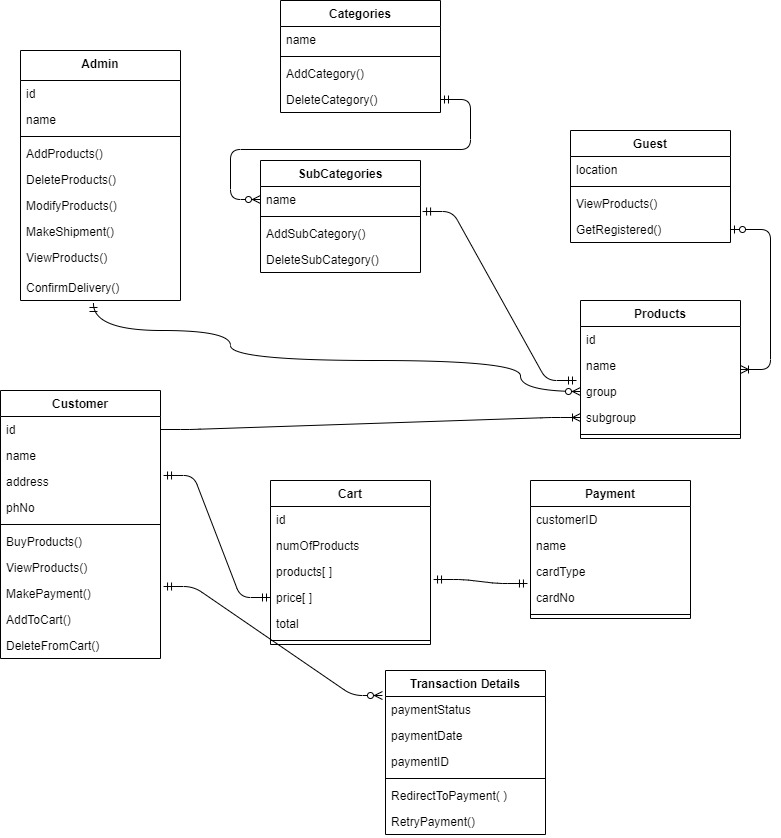 Categories
name
AddCategory()
DeleteCategory()
Admin
id
name
AddProducts()
DeleteProducts()
ModifyProducts()
MakeShipment()
ViewProducts()
ConfirmDelivery()
SubCategories
name
AddSubCategory()
DeleteSubCategory()
Guest
location
ViewProducts()
GetRegistered()
Products
id
name
group
subgroup
Customer
id
name
address
phNo
BuyProducts()
ViewProducts()
MakePayment()
AddToCart()
DeleteFromCart()
Cart
id
numOfProducts
products[ ]
price[ ]
total
Payment
customerID
name
cardType
cardNo
Transaction Details
paymentStatus
paymentDate
paymentID
RedirectToPayment( )
RetryPayment()